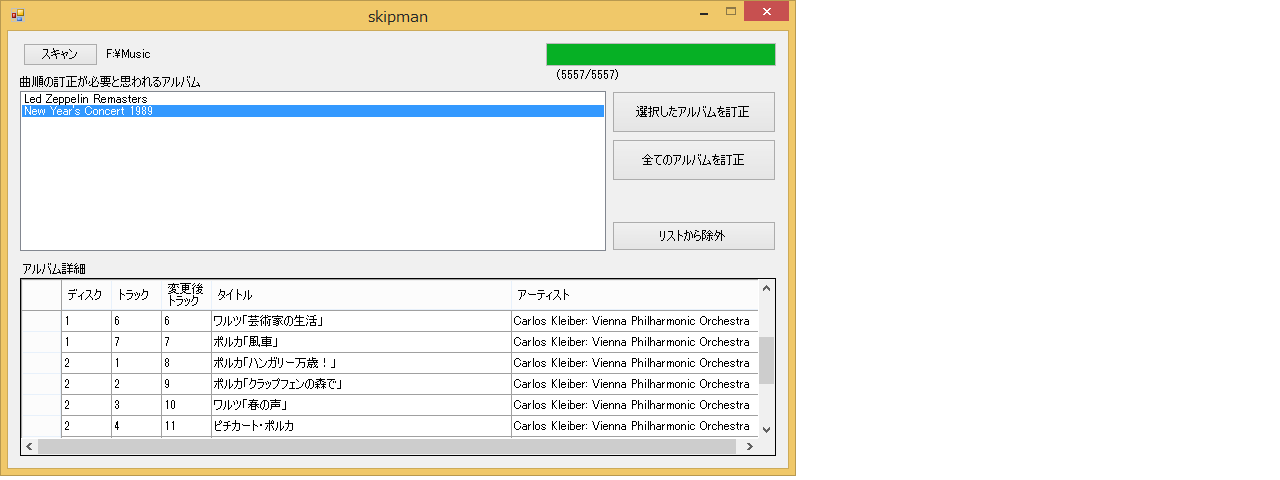 skipman
スキャン F:¥Music
(5557/5557)
曲順の訂正が必要と思われるアルバム
Led Zeppelin Remasters
New Year's Concert 1989
選択したアルバムを訂正
全てのアルバムを訂正
リストから除外
アルバム詳細
ディスク トラック 変更後トラック タイトル アーティスト
1 6 6 ワルツ「芸術家の生活」 Carlos Kleiber: Vienna Philharmonic Orchestra
1 7 7 ポルカ「風車」 Carlos Kleiber: Vienna Philharmonic Orchestra
2 1 8 ポルカ「ハンガリー万歳！」 Carlos Kleiber: Vienna Philharmonic Orchestra
2 2 9 ポルカ「クラップフェンの森で」 Carlos Kleiber: Vienna Philharmonic Orchestra
2 3 10 ワルツ「春の声」 Carlos Kleiber: Vienna Philharmonic Orchestra
2 4 11 ピチカート・ポルカ Carlos Kleiber: Vienna Philharmonic Orchestra